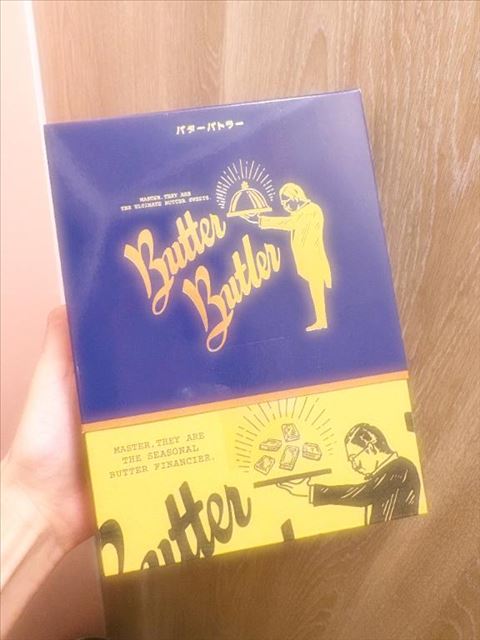 バターバトラー
MASTER, THEY ARE
THE ULTIMATE BUTTER SWEETS
Butter
Butler
MASTER, THEY ARE
THE SEASONAL
BUTTER FINANCIER.
Butter